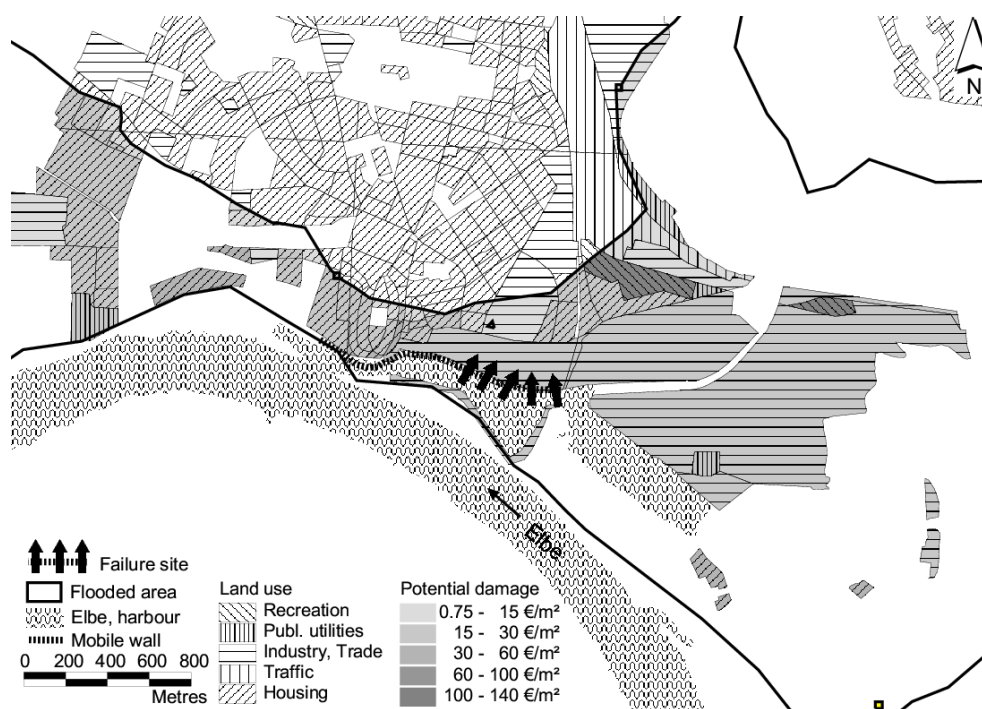 N
Elbe
Failure site
Flooded area
Elbe, harbour
Mobile wall
0 200 400 600 800
Metres
Land use
Recreation
Publ. utilities
Industry, Trade
Traffic
Housing
Potential damage
0.75 - 15 €/m²
15 - 30 €/m²
30 - 60 €/m²
60 - 100 €/m²
100 - 140 €/m²